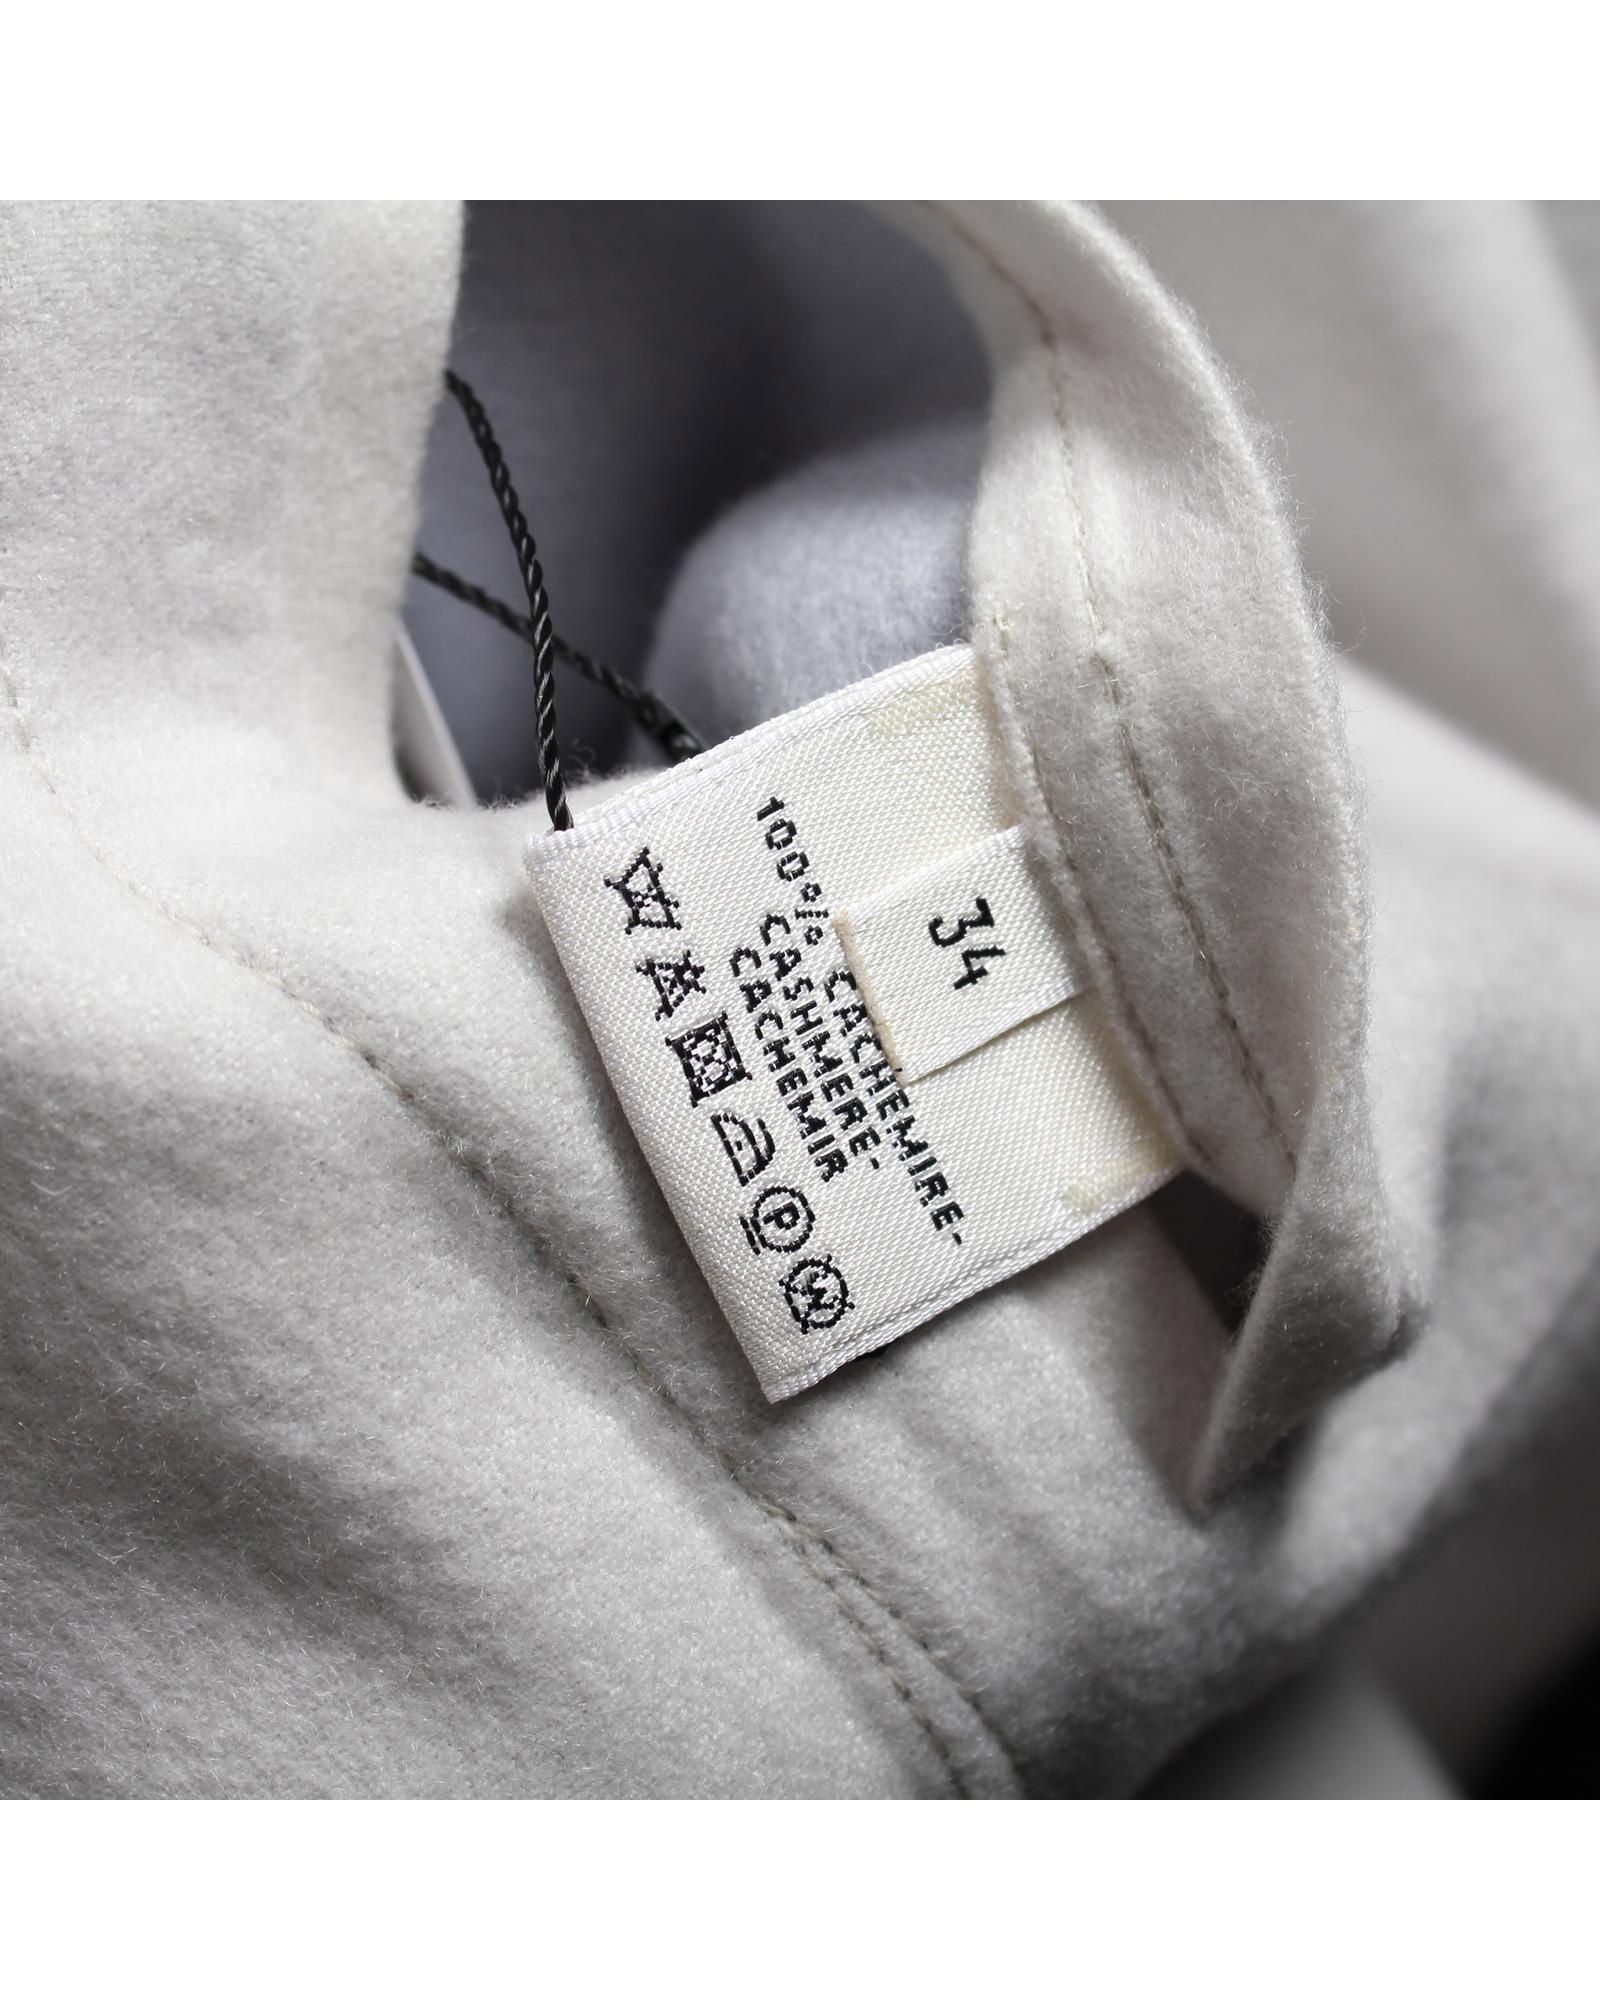 34
100% CACHEMIRE-
CASHMERE-
CACHEMIR
P
W